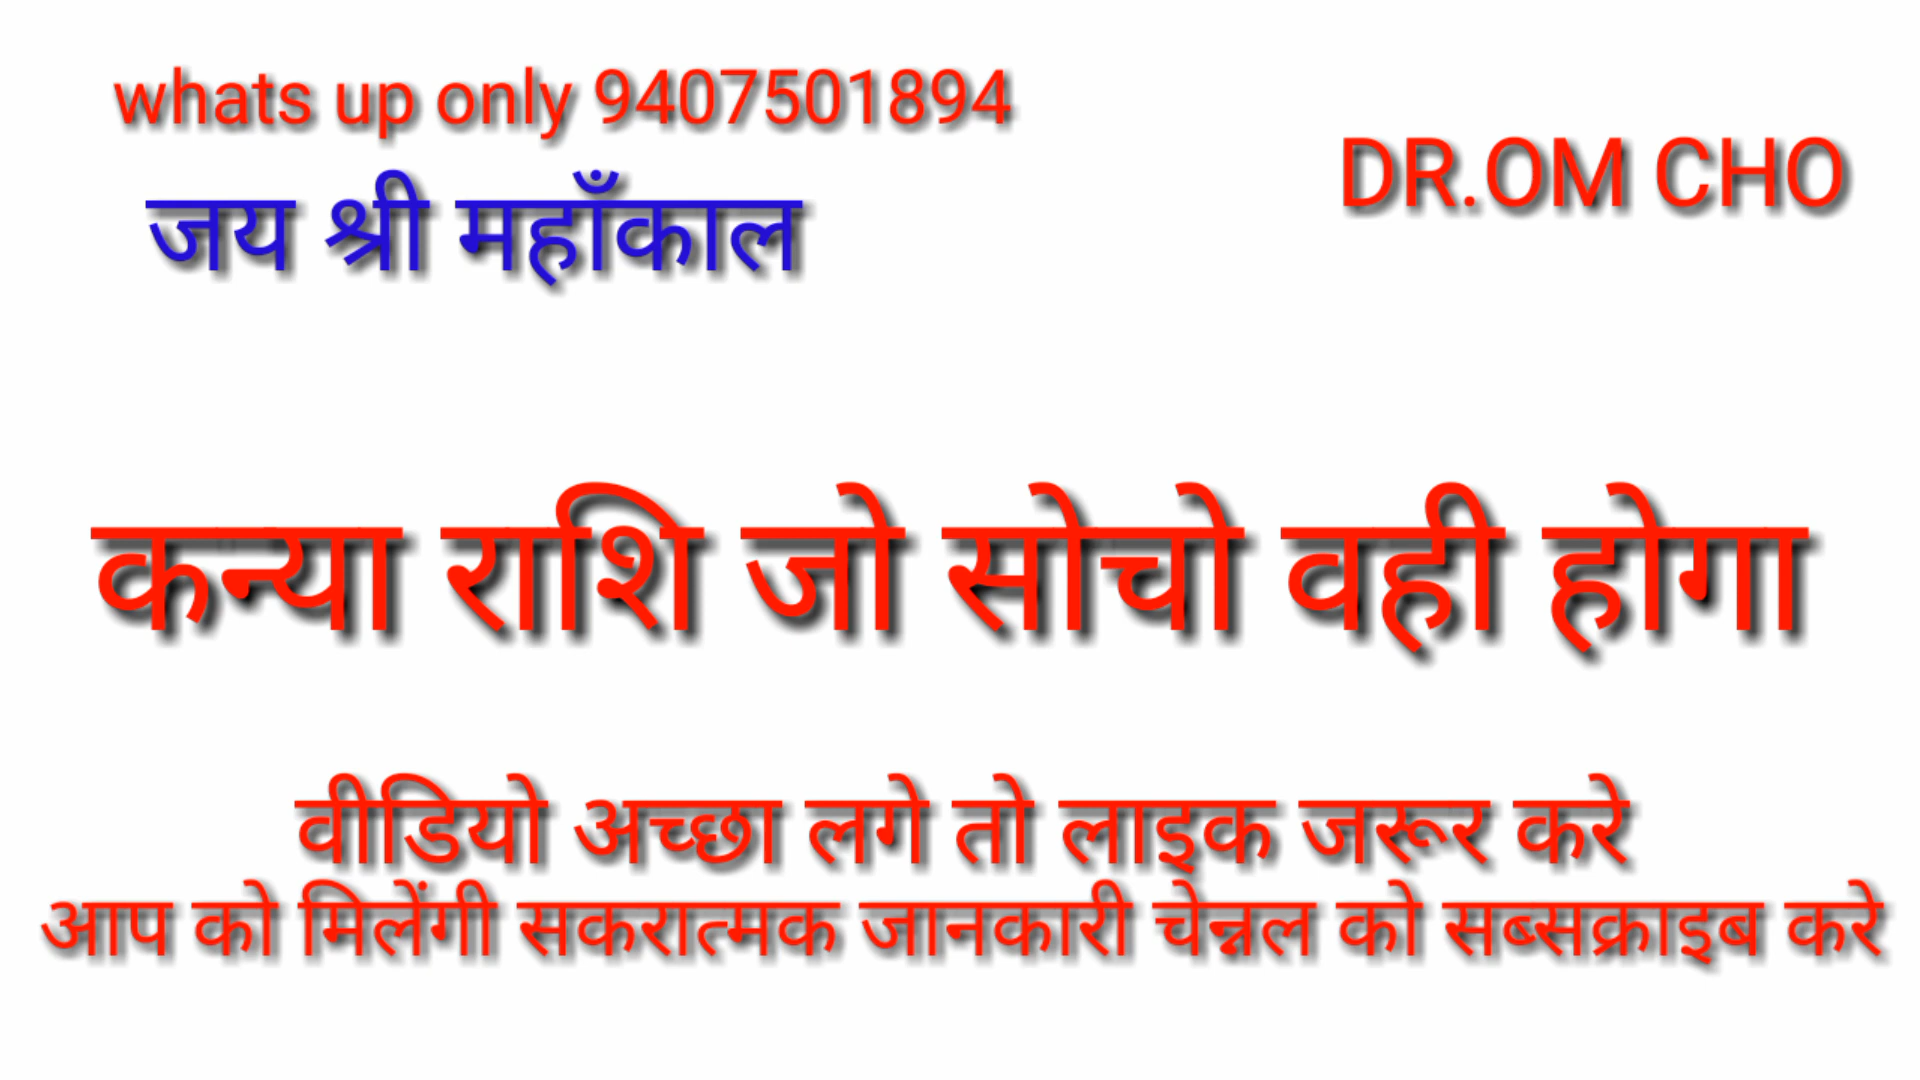 whats up only 9407501894
DR.OM CHO
जय श्री महाँकाल
कन्या राशि जो सोचो वही होगा
वीडियो अच्छा लगे तो लाइक जरूर करे
आप को मिलेंगी सकरात्मक जानकारी चेन्नल को सब्सक्राइब करे